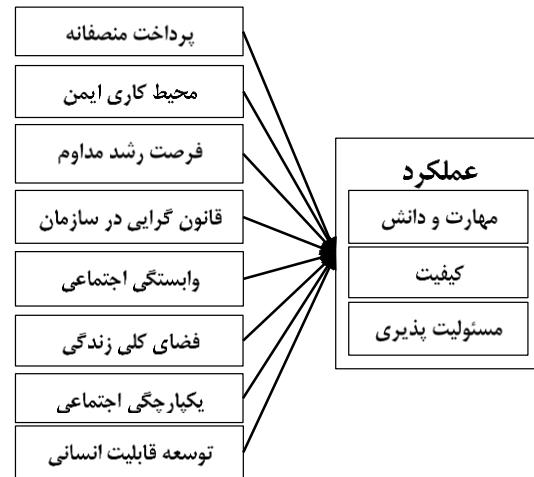 پرداخت منصفانه
محیط کاری ایمن
فرصت رشد مداوم
قانون گرایی در سازمان
وابستگی اجتماعی
فضای کلی زندگی
یکپارچگی اجتماعی
توسعه قابلیت انسانی
عملکرد
مهارت و دانش
کیفیت
مسئولیت پذیری